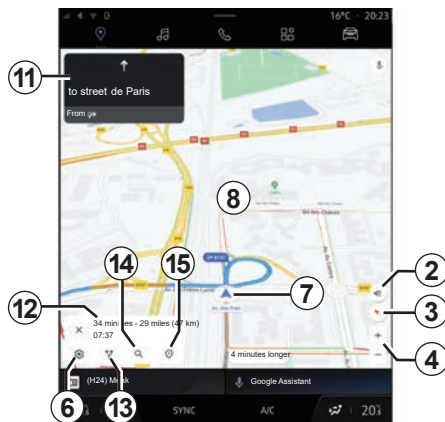 16°C · 20:23
11
to street de Paris
From
8
14
15
2
7
12
34 minutes - 29 miles (47 km)
07:37
3
4 minutes longer
4
6
13
(H24)
Google Assistant
SYNC
A/C
20